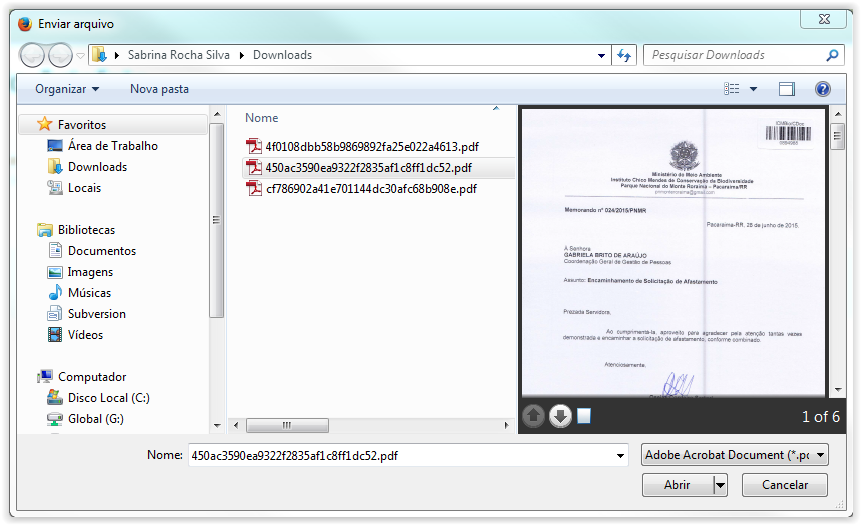 Enviar arquivo
Sabrina Rocha Silva
Downloads
Pesquisar Downloads
Organizar
Nova pasta
Favoritos
Área de Trabalho
Downloads
Locais
Bibliotecas
Documentos
Imagens
Músicas
Subversion
Vídeos
Computador
Disco Local (C:)
Global (G:)
Nome
4f0108dbb58b9869892fa25e022a4613.pdf
450ac3590ea9322f2835af1c8ff1dc52.pdf
cf786902a41e701144dc30afc68b908e.pdf
ICMBio/CDoc
Ministério do Meio Ambiente
Instituto Chico Mendes de Conservação da Biodiversidade
Parque Nacional do Monte Roraima – Pacaraima/RR
Memorando nº 024/2015/PNMR
Pacaraima-RR, 28 de junho de 2015.
À Senhora
GABRIELA BRITO DE ARAÚJO
Coordenação Geral de Gestão de Pessoas
Assunto: Encaminhamento de Solicitação de Afastamento
Prezada Servidora,
Ao cumprimentá-la, aproveito para agradecer pela atenção tantas vezes
demonstrada e encaminhar a solicitação de afastamento, conforme combinado.
Atenciosamente,
1 of 6
Nome:
450ac3590ea9322f2835af1c8ff1dc52.pdf
Adobe Acrobat Document (*.pc
Abrir
Cancelar